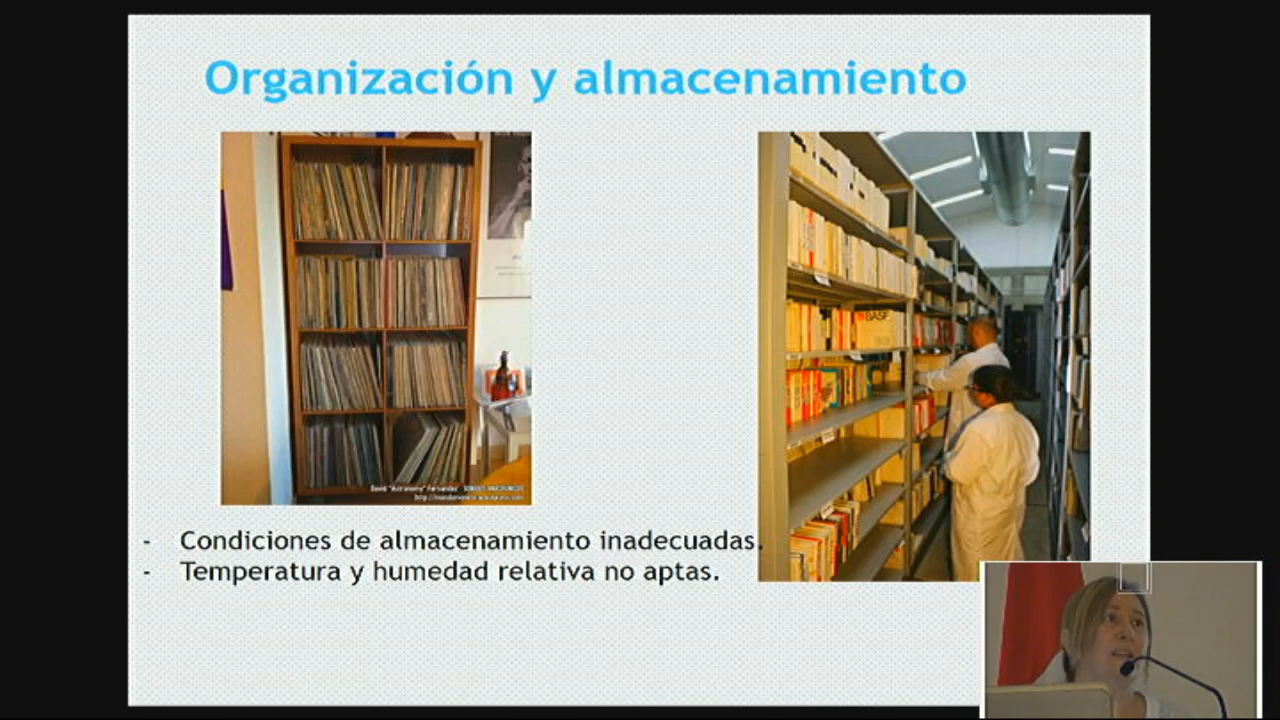 Organización y almacenamiento
BASF
- Condiciones de almacenamiento inadecuadas.
- Temperatura y humedad relativa no aptas.